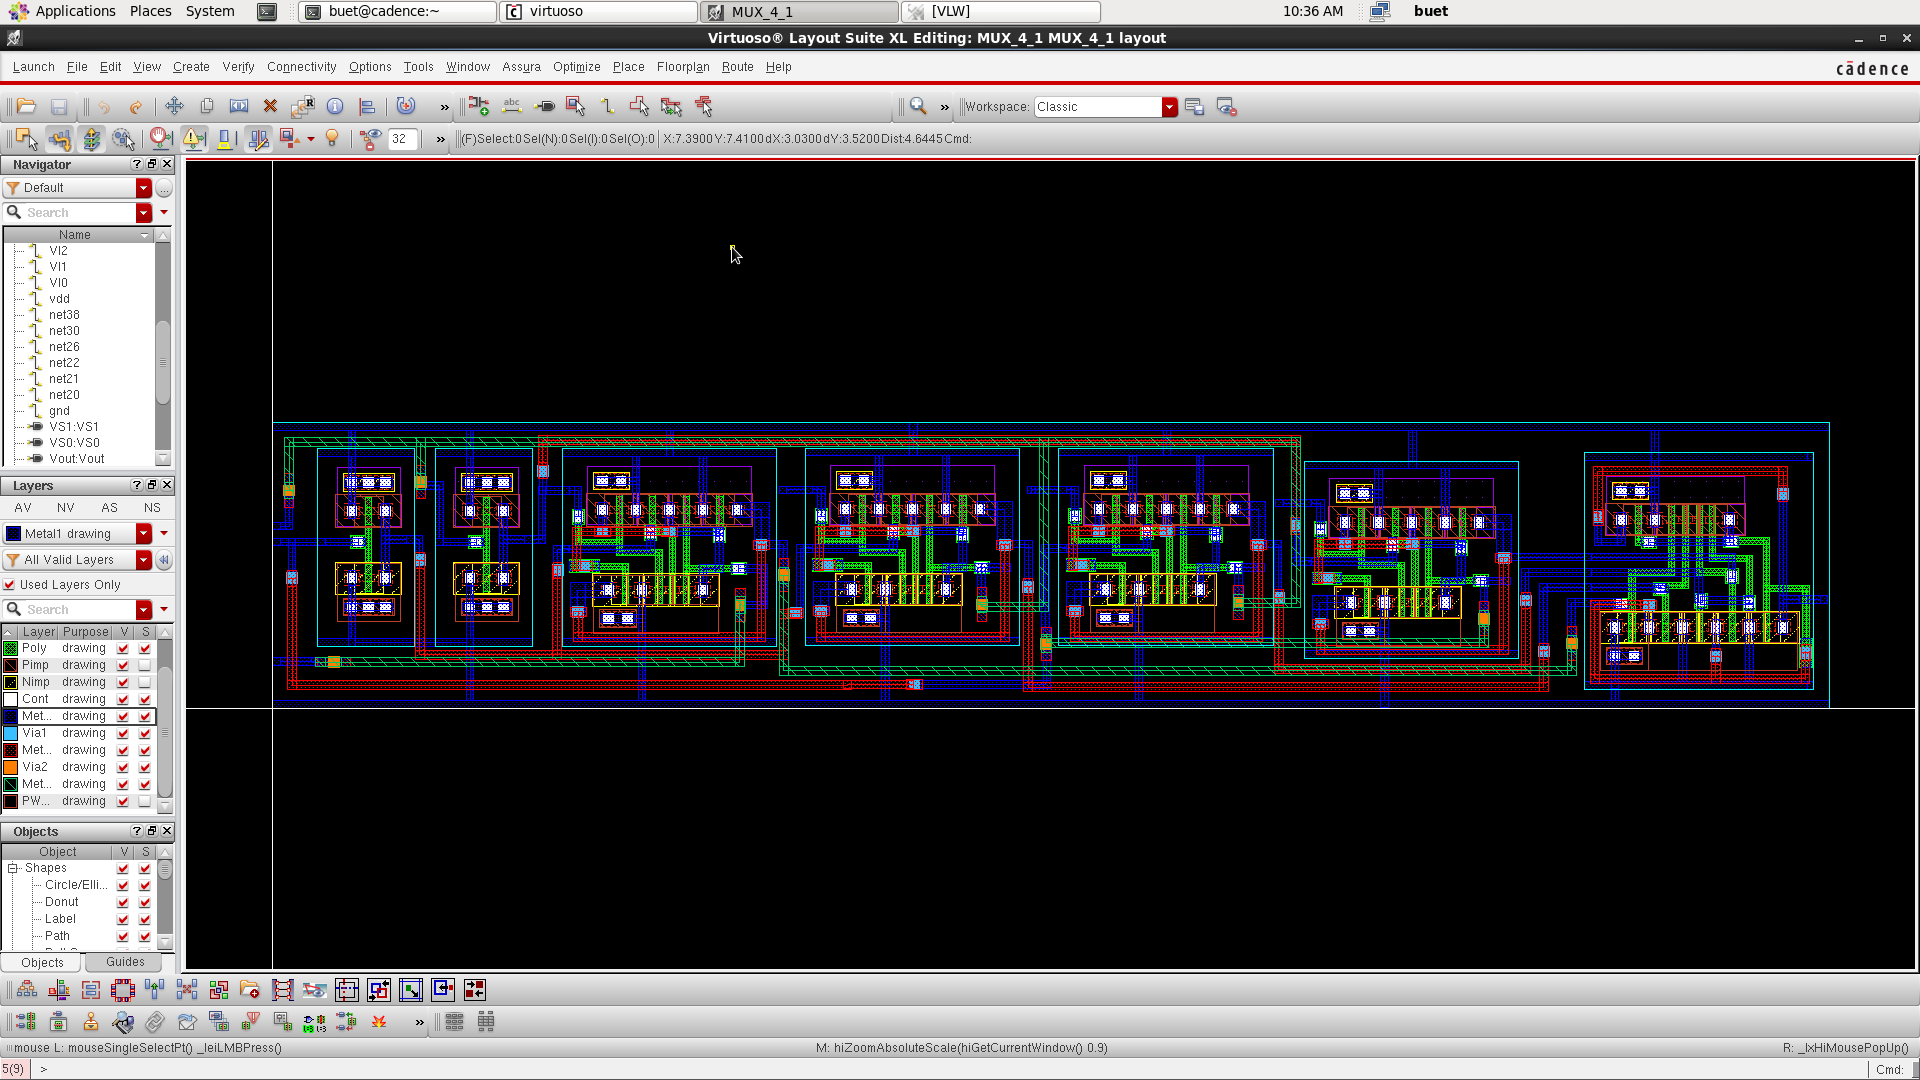 Applications Places System buet@cadence:~ virtuoso MUX_4_1 [VLW] 10:36 AM buet
Virtuoso® Layout Suite XL Editing: MUX_4_1 MUX_4_1 layout
Launch File Edit View Create Verify Connectivity Options Tools Window Assura Optimize Place Floorplan Route Help cādence
abc » » Workspace: Classic
32 » (F)Select:0 Sel(N):0 Sel(I):0 Sel(O):0 X:7.3900 Y:7.4100 dX:3.0300 dY:3.5200 Dist:4.6445 Cmd:
Navigator
Default
Search
Name
VI2
VI1
VI0
vdd
net38
net30
net26
net22
net21
net20
gnd
VS1:VS1
VS0:VS0
Vout:Vout
Layers
AV NV AS NS
Metal1 drawing
All Valid Layers
Used Layers Only
Search
Layer Purpose V S
Poly drawing
Pimp drawing
Nimp drawing
Cont drawing
Met... drawing
Via1 drawing
Met... drawing
Via2 drawing
Met... drawing
PW... drawing
Objects
Object V S
Shapes
Circle/Elli...
Donut
Label
Path
Objects Guides
»
mouse L: mouseSingleSelectPt() _leiLMBPress() M: hiZoomAbsoluteScale(hiGetCurrentWindow() 0.9) R: _lxHiMousePopUp()
5(9) > Cmd: